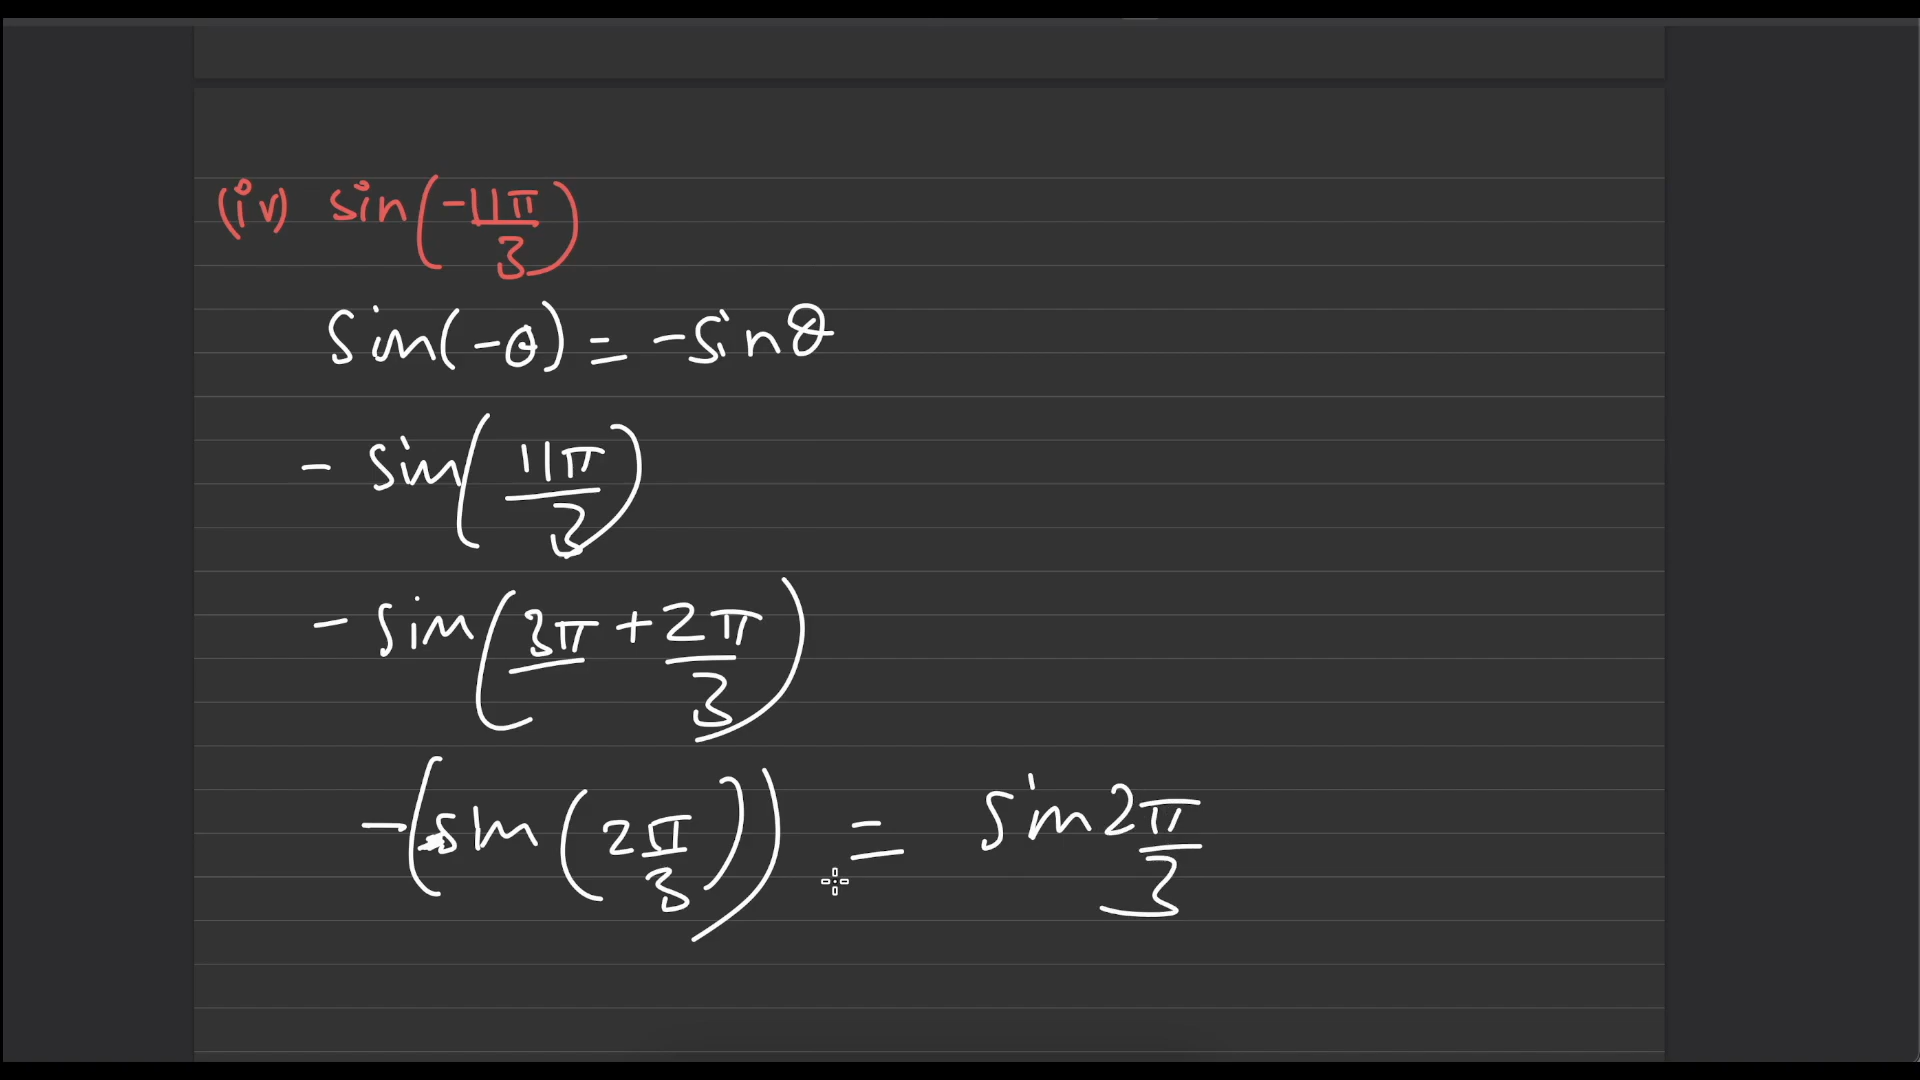 (iv) sin(-11π/3)
sin(-θ) = -sinθ
- sin(11π/3)
- sin(3π + 2π/3)
-(-sin(2π/3)) = sin 2π/3